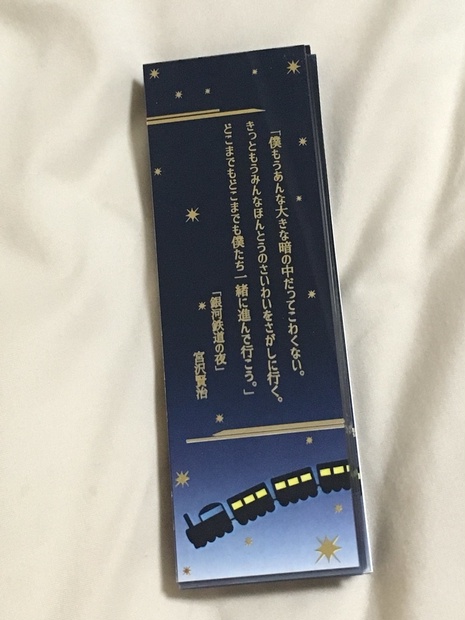 「僕もうあんな大きな暗の中だってこわくない。
きっともうみんなほんとうのさいわいをさがしに行く。
どこまでもどこまでも僕たち一緒に進んで行こう。」
「銀河鉄道の夜」
宮沢賢治